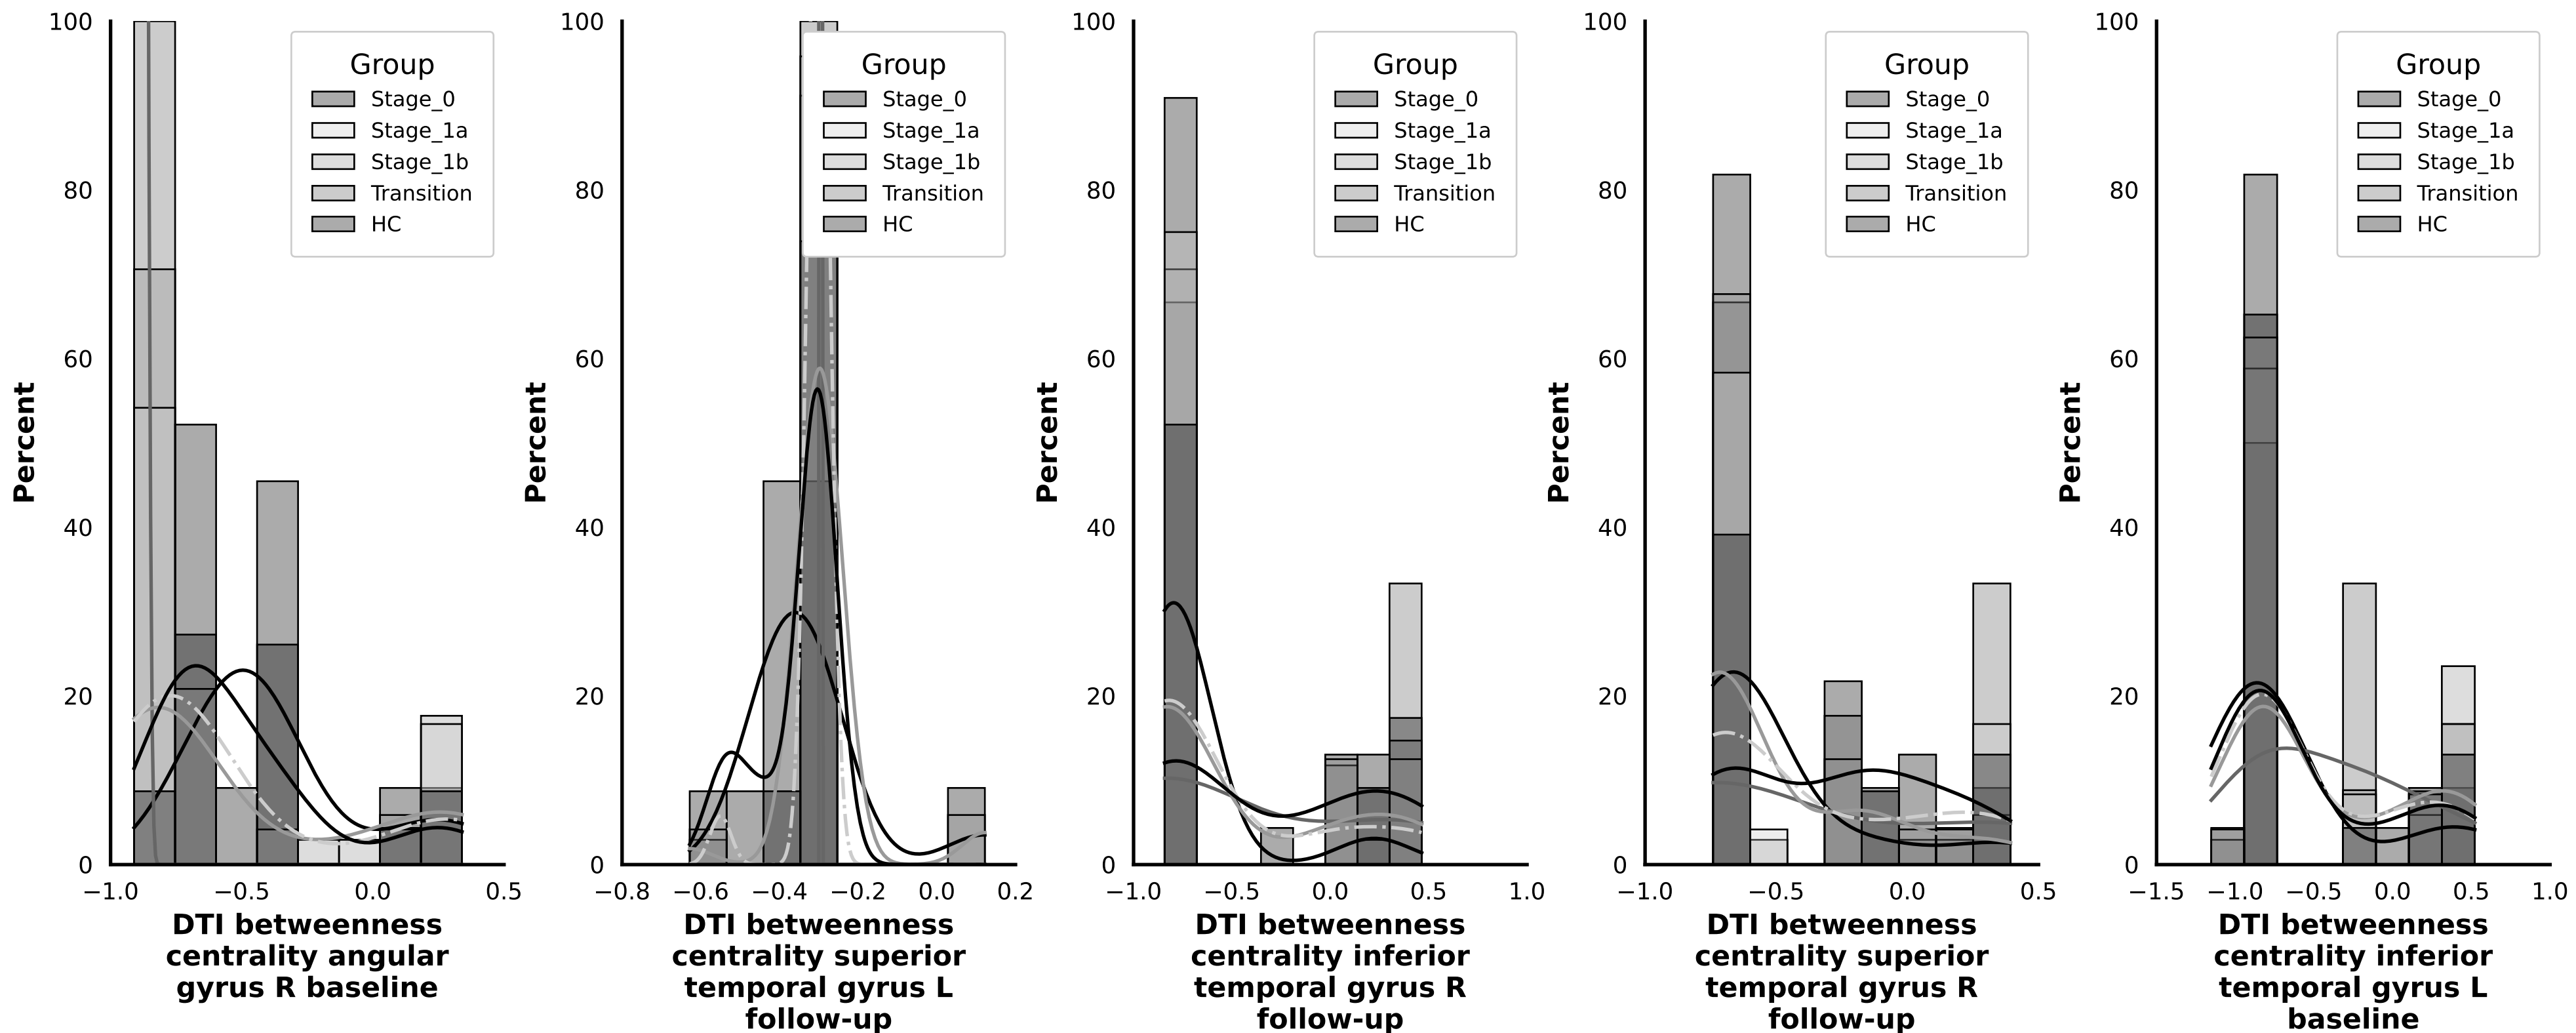 Percent
100
80
60
40
20
0
−1.0
−0.5
0.0
0.5
DTI betweenness
centrality angular
gyrus R baseline
Group
Stage_0
Stage_1a
Stage_1b
Transition
HC
Percent
100
80
60
40
20
0
−0.8
−0.6
−0.4
−0.2
0.0
0.2
DTI betweenness
centrality superior
temporal gyrus L
follow-up
Group
Stage_0
Stage_1a
Stage_1b
Transition
HC
Percent
100
80
60
40
20
0
−1.0
−0.5
0.0
0.5
1.0
DTI betweenness
centrality inferior
temporal gyrus R
follow-up
Group
Stage_0
Stage_1a
Stage_1b
Transition
HC
Percent
100
80
60
40
20
0
−1.0
−0.5
0.0
0.5
DTI betweenness
centrality superior
temporal gyrus R
follow-up
Group
Stage_0
Stage_1a
Stage_1b
Transition
HC
Percent
100
80
60
40
20
0
−1.5
−1.0
−0.5
0.0
0.5
1.0
DTI betweenness
centrality inferior
temporal gyrus L
baseline
Group
Stage_0
Stage_1a
Stage_1b
Transition
HC